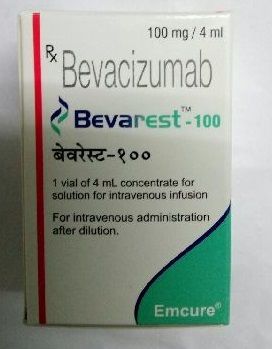 100 mg / 4 ml
Rx Bevacizumab
Bevarest™-100
बेवरेस्ट-१००
1 vial of 4 mL concentrate for
solution for intravenous infusion
For intravenous administration
after dilution.
Emcure®